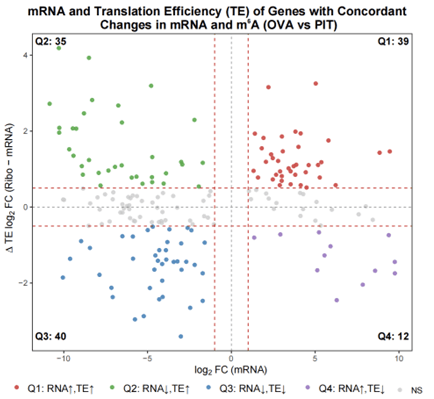 mRNA and Translation Efficiency (TE) of Genes with Concordant
Changes in mRNA and m⁵A (OVA vs PIT)
Q2: 35
Q1: 39
4
2
0
−2
Δ TE log₂ FC (Ribo − mRNA)
Q3: 40
Q4: 12
−10
−5
0
5
10
log₂ FC (mRNA)
Q1: RNA↑,TE↑
Q2: RNA↓,TE↑
Q3: RNA↓,TE↓
Q4: RNA↑,TE↓
NS